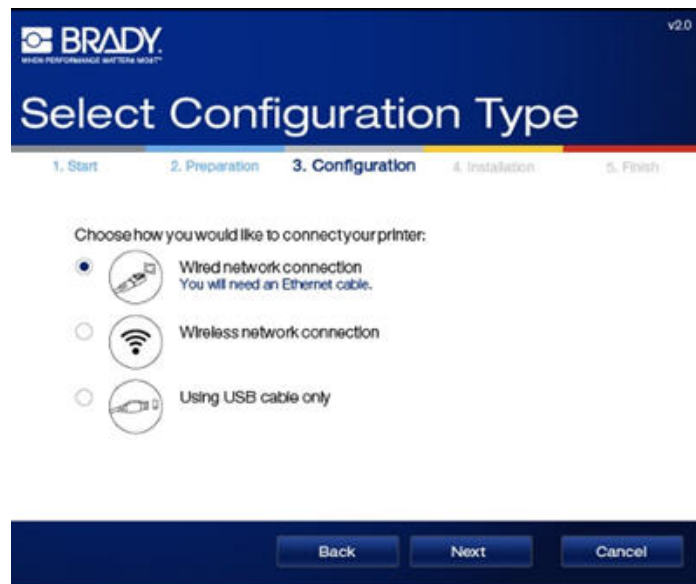 BRADY.
WHEN PERFORMANCE MATTERS MOST™
v2.0
Select Configuration Type
1. Start
2. Preparation
3. Configuration
4. Installation
5. Finish
Choose how you would like to connect your printer:
Wired network connection
You will need an Ethernet cable.
Wireless network connection
Using USB cable only
Back
Next
Cancel